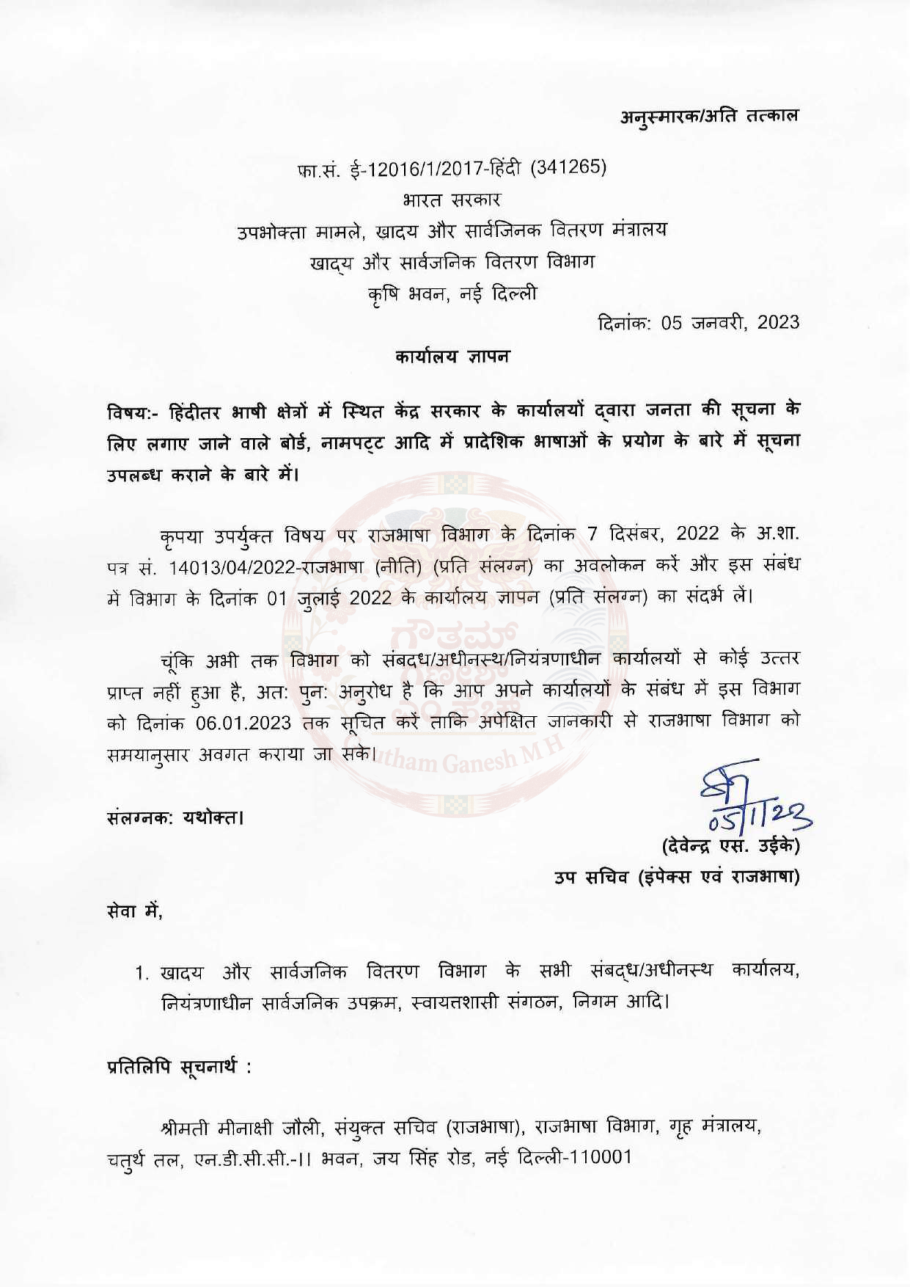 अनुस्मारक/अति तत्काल
फा.सं. ई-12016/1/2017-हिंदी (341265)
भारत सरकार
उपभोक्ता मामले, खादय और सार्वजिनक वितरण मंत्रालय
खाद्य और सार्वजनिक वितरण विभाग
कृषि भवन, नई दिल्ली
दिनांक: 05 जनवरी, 2023
कार्यालय ज्ञापन
विषय:- हिंदीतर भाषी क्षेत्रों में स्थित केंद्र सरकार के कार्यालयों द्वारा जनता की सूचना के
लिए लगाए जाने वाले बोर्ड, नामपट्ट आदि में प्रादेशिक भाषाओं के प्रयोग के बारे में सूचना
उपलब्ध कराने के बारे में।
कृपया उपर्युक्त विषय पर राजभाषा विभाग के दिनांक 7 दिसंबर, 2022 के अ.शा.
पत्र सं. 14013/04/2022-राजभाषा (नीति) (प्रति संलग्न) का अवलोकन करें और इस संबंध
में विभाग के दिनांक 01 जुलाई 2022 के कार्यालय ज्ञापन (प्रति संलग्न) का संदर्भ लें।
ಗೌತಮ್
ಗಣೇಶ್
ಎಂ ಹೆಚ್
चूंकि अभी तक विभाग को संबद्ध/अधीनस्थ/नियंत्रणाधीन कार्यालयों से कोई उत्तर
प्राप्त नहीं हुआ है, अत: पुन: अनुरोध है कि आप अपने कार्यालयों के संबंध में इस विभाग
को दिनांक 06.01.2023 तक सूचित करें ताकि अपेक्षित जानकारी से राजभाषा विभाग को
समयानुसार अवगत कराया जा सके।
Gautham Ganesh M H
05/1/23
संलग्नक: यथोक्त।
(देवेन्द्र एस. उईके)
उप सचिव (इंपेक्स एवं राजभाषा)
सेवा में,
1. खादय और सार्वजनिक वितरण विभाग के सभी संबद्ध/अधीनस्थ कार्यालय,
नियंत्रणाधीन सार्वजनिक उपक्रम, स्वायत्तशासी संगठन, निगम आदि।
प्रतिलिपि सूचनार्थ :
श्रीमती मीनाक्षी जौली, संयुक्त सचिव (राजभाषा), राजभाषा विभाग, गृह मंत्रालय,
चतुर्थ तल, एन.डी.सी.सी.-II भवन, जय सिंह रोड, नई दिल्ली-110001